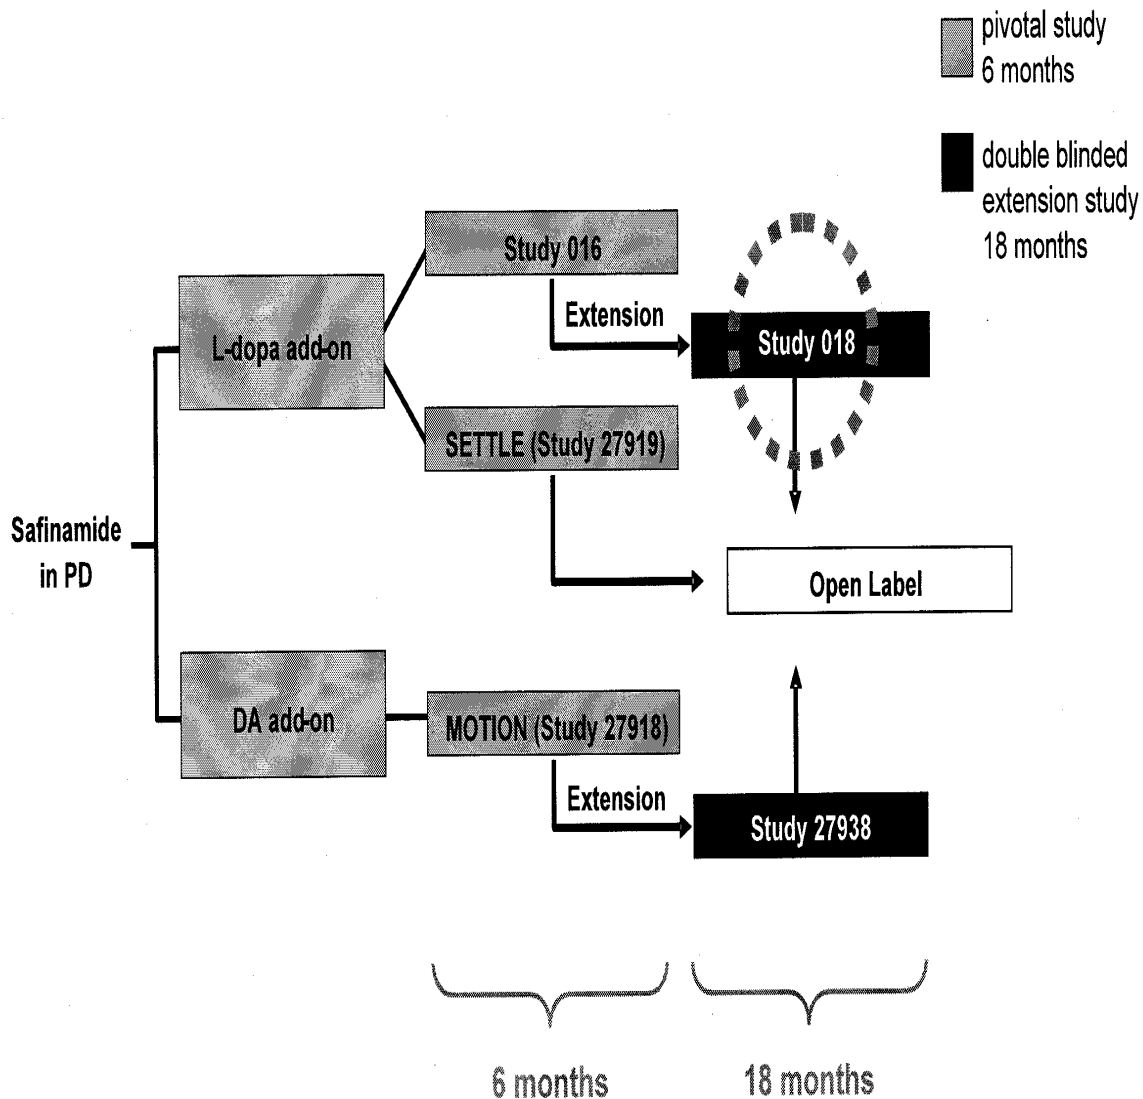 pivotal study
6 months
double blinded
extension study
18 months
Study 016
Extension
L-dopa add-on
Study 018
SETTLE (Study 27919)
Safinamide
in PD
Open Label
DA add-on
MOTION (Study 27918)
Extension
Study 27938
6 months
18 months